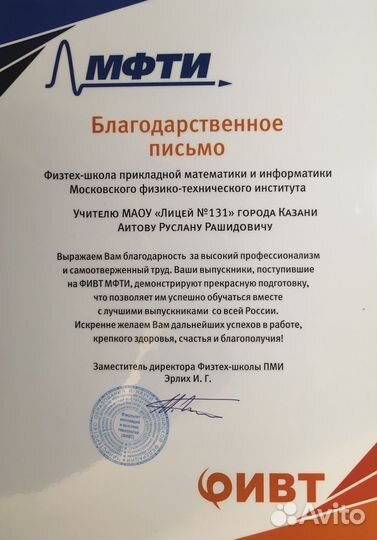 МФТИ
Благодарственное
письмо
Физтех-школа прикладной математики и информатики
Московского физико-технического института
Учителю МАОУ «Лицей №131» города Казани
Аитову Руслану Рашидовичу
Выражаем Вам благодарность за высокий профессионализм
и самоотверженный труд. Ваши выпускники, поступившие
на ФИВТ МФТИ, демонстрируют прекрасную подготовку,
что позволяет им успешно обучаться вместе
с лучшими выпускниками со всей России.
Искренне желаем Вам дальнейших успехов в работе,
крепкого здоровья, счастья и благополучия!
Заместитель директора Физтех-школы ПМИ
Эрлих И. Г.
ФИВТ
Avito